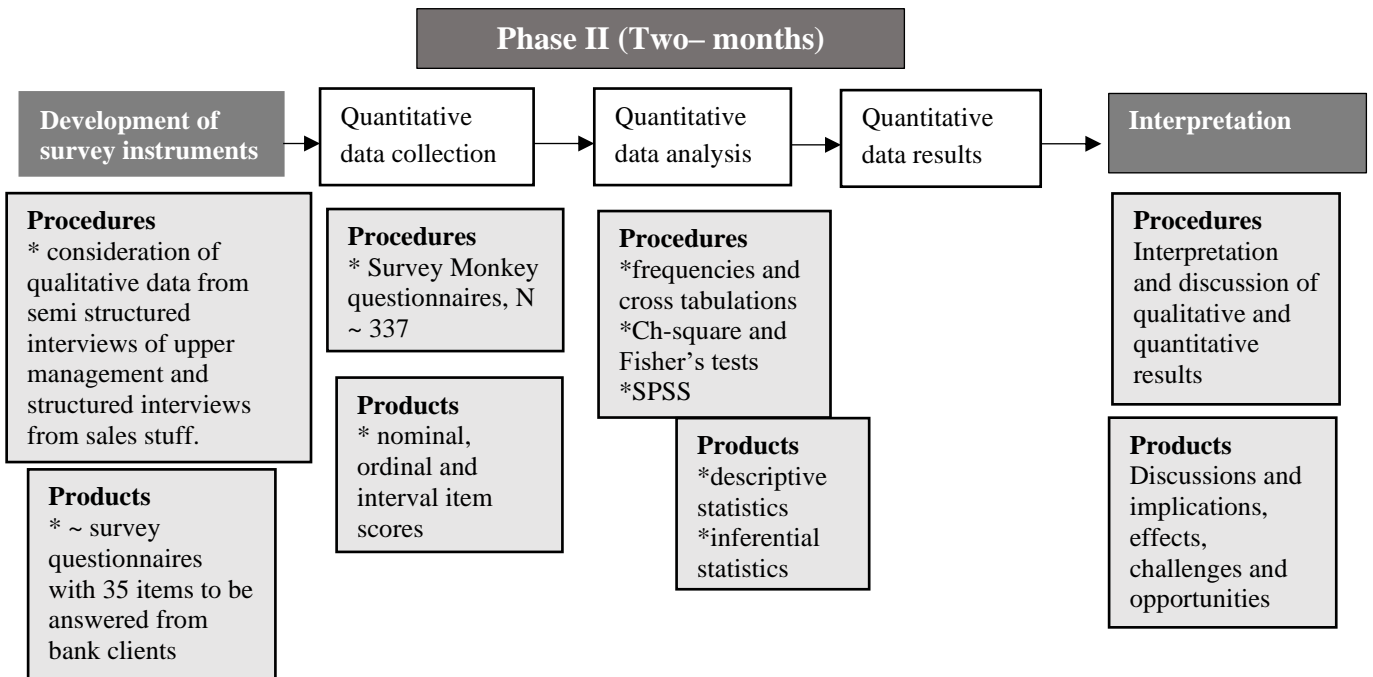 Phase II (Two– months)
Development of
survey instruments
Quantitative
data collection
Quantitative
data analysis
Quantitative
data results
Interpretation
Procedures
* consideration of
qualitative data from
semi structured
interviews of upper
management and
structured interviews
from sales stuff.
Products
* ~ survey
questionnaires
with 35 items to be
answered from
bank clients
Procedures
* Survey Monkey
questionnaires, N
~ 337
Products
* nominal,
ordinal and
interval item
scores
Procedures
*frequencies and
cross tabulations
*Ch-square and
Fisher’s tests
*SPSS
Products
*descriptive
statistics
*inferential
statistics
Procedures
Interpretation
and discussion of
qualitative and
quantitative
results
Products
Discussions and
implications,
effects,
challenges and
opportunities